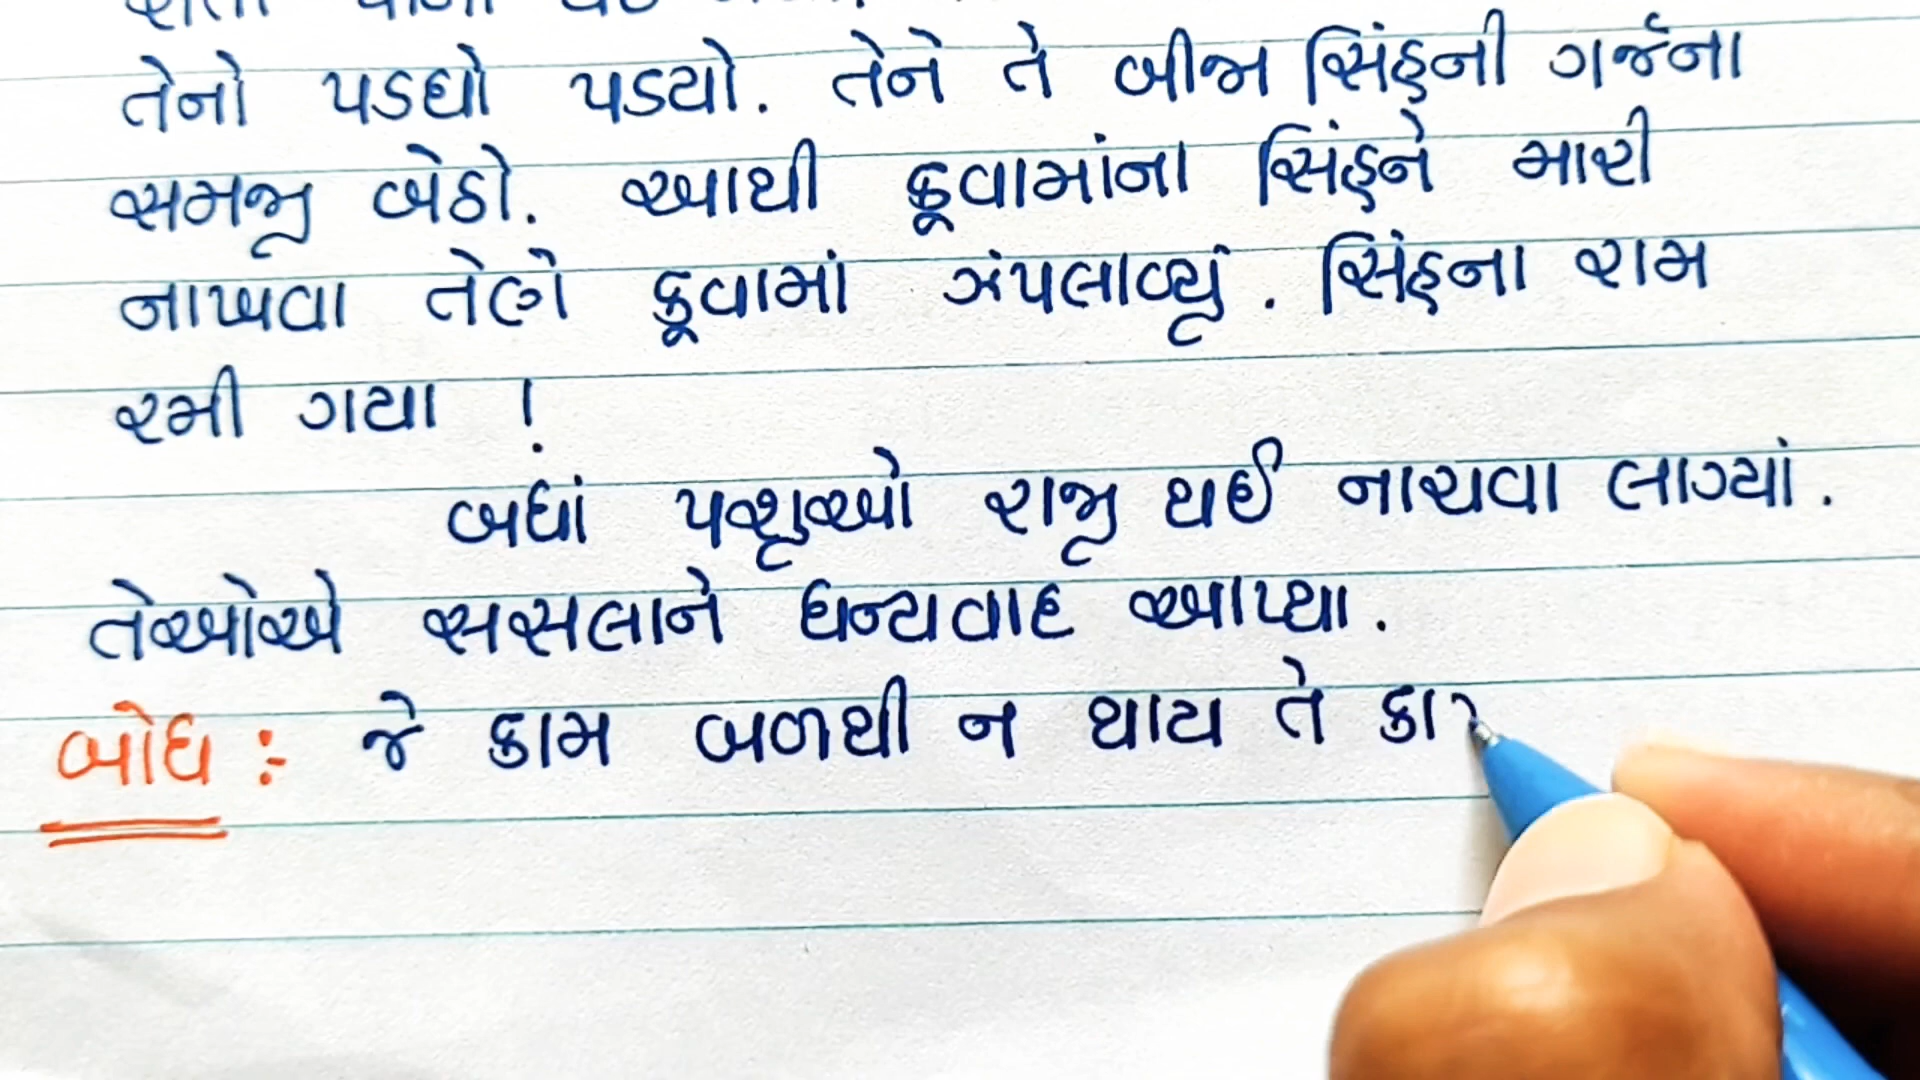 તેનો પડઘો પડયો. તેને તે બીજા સિંહની ગર્જના
સમજી બેઠો. આથી કૂવામાંના સિંહને મારી
નાખવા તેણે કૂવામાં ઝંપલાવ્યું. સિંહના રામ
રમી ગયા !
બધાં પશુઓ રાજી થઈ નાચવા લાગ્યાં.
તેઓએ સસલાને ધન્યવાદ આપ્યા.
બોધ :- જે કામ બળથી ન થાય તે કા